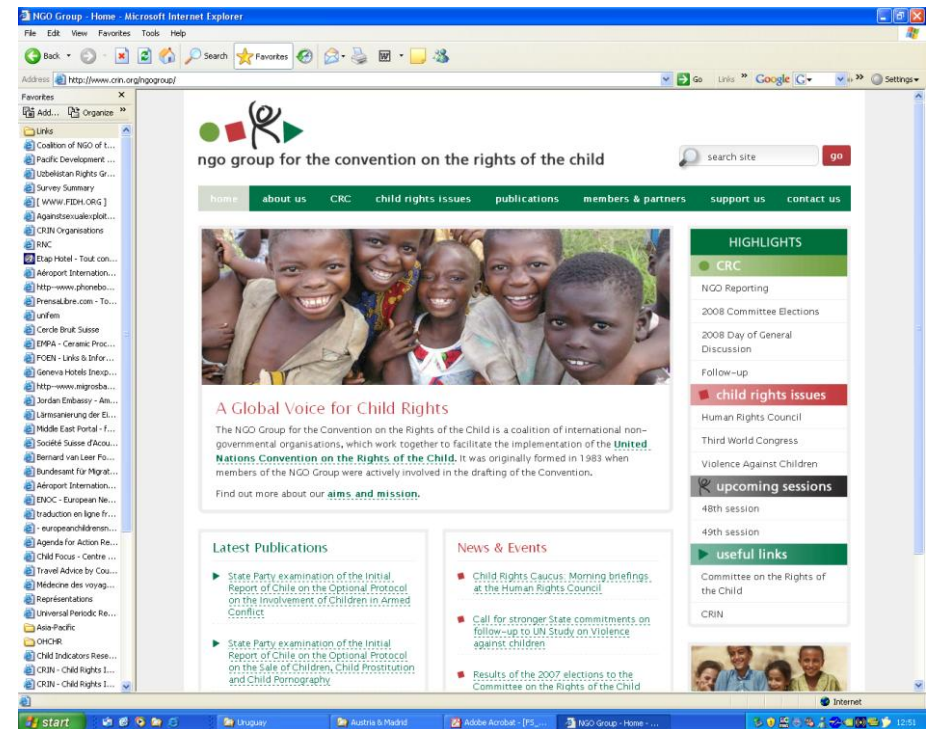 NGO Group - Home - Microsoft Internet Explorer
File Edit View Favorites Tools Help
Back Search Favorites
Address http://www.crin.org/ngogroup/ Go Links » Google G Settings
Favorites
Add... Organize »
Links
Coalition of NGO of t...
Pacific Development ...
Uzbekistan Rights Gr...
Survey Summary
[ WWW.FIDH.ORG ]
Againstsexualexploit...
CRIN Organisations
RNC
Etap Hotel - Tout con...
Aéroport Internation...
http--www.phonebo...
PrensaLibre.com - To...
unifem
Cercle Bruit Suisse
EMPA - Ceramic Proc...
FOEN - Links & Infor...
Geneva Hotels Inexp...
http--www.migrosba...
Jordan Embassy - Am...
Lärmsanierung der Ei...
Middle East Portal - f...
Société Suisse d'Acou...
Bernard van Leer Fo...
Bundesamt für Migrat...
Aéroport Internation...
ENOC - European Ne...
traduction en ligne fr...
- europeanchildrensn...
Agenda for Action Re...
Child Focus - Centre ...
Travel Advice by Cou...
Médecine des voyag...
Représentations
Universal Periodic Re...
Asia-Pacific
OHCHR
Child Indicators Rese...
CRIN - Child Rights I...
CRIN - Child Rights I...
ngo group for the convention on the rights of the child
search site go
home about us CRC child rights issues publications members & partners support us contact us
A Global Voice for Child Rights
The NGO Group for the Convention on the Rights of the Child is a coalition of international non-
governmental organisations, which work together to facilitate the implementation of the United
Nations Convention on the Rights of the Child. It was originally formed in 1983 when
members of the NGO Group were actively involved in the drafting of the Convention.
Find out more about our aims and mission.
Latest Publications
State Party examination of the Initial
Report of Chile on the Optional Protocol
on the Involvement of Children in Armed
Conflict
State Party examination of the Initial
Report of Chile on the Optional Protocol
on the Sale of Children, Child Prostitution
and Child Pornography
News & Events
Child Rights Caucus: Morning briefings
at the Human Rights Council
Call for stronger State commitments on
follow-up to UN Study on Violence
against children
Results of the 2007 elections to the
Committee on the Rights of the Child
HIGHLIGHTS
CRC
NGO Reporting
2008 Committee Elections
2008 Day of General
Discussion
Follow-up
child rights issues
Human Rights Council
Third World Congress
Violence Against Children
upcoming sessions
48th session
49th session
useful links
Committee on the Rights of
the Child
CRIN
Internet
start Uruguay Austria & Madrid Adobe Acrobat - [PS_... NGO Group - Home - ... 12:51